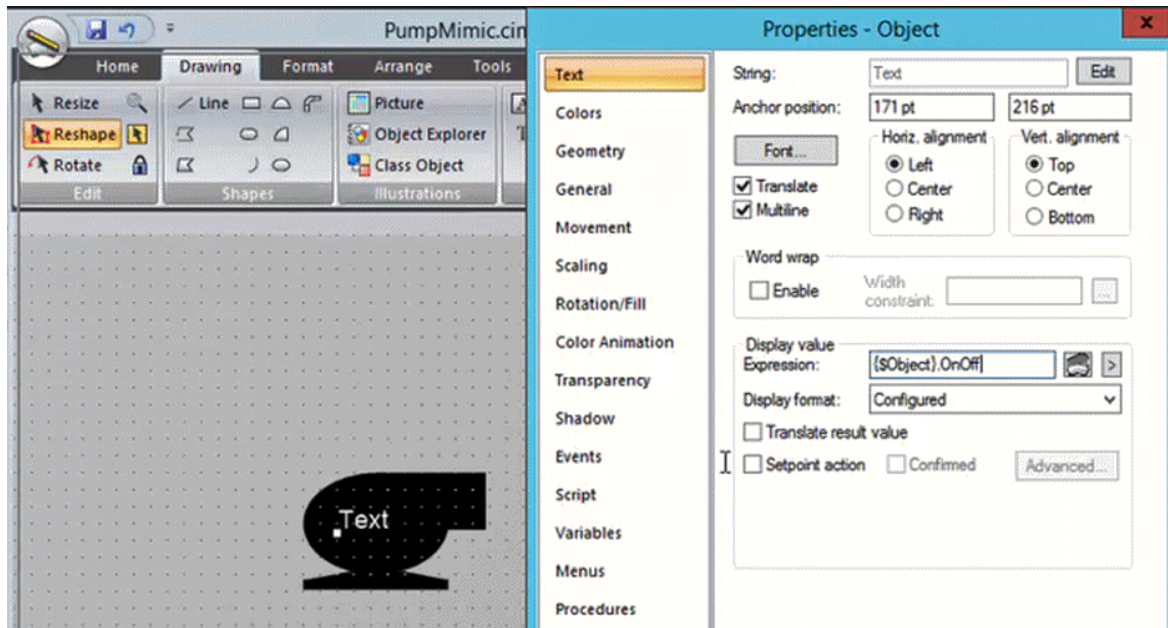 PumpMimic.cim
Home Drawing Format Arrange Tools
Resize Line Picture
Reshape Object Explorer
Rotate Class Object
Edit Shapes Illustrations
Text
Properties - Object
x
Text
Colors
Geometry
General
Movement
Scaling
Rotation/Fill
Color Animation
Transparency
Shadow
Events
Script
Variables
Menus
Procedures
String: Text Edit
Anchor position: 171 pt 216 pt
Font...
Translate
Multiline
Horiz. alignment
Left
Center
Right
Vert. alignment
Top
Center
Bottom
Word wrap
Enable Width constraint: ...
Display value
Expression: {$Object}.OnOff >
Display format: Configured
Translate result value
Setpoint action Confirmed Advanced...